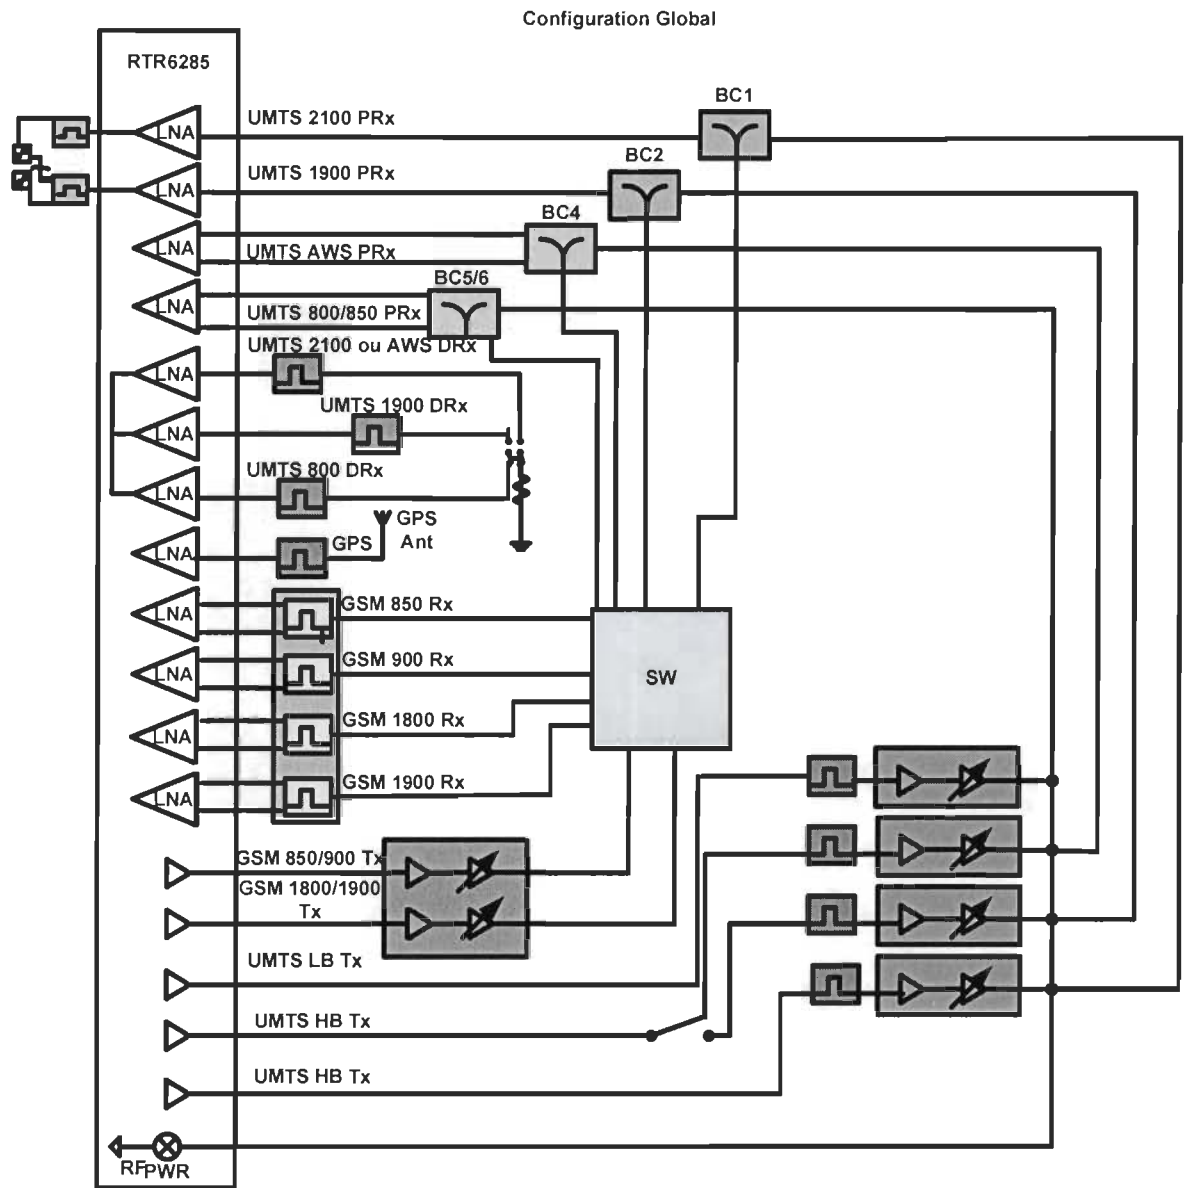 Configuration Global
RTR6285
BC1
LNA
UMTS 2100 PRx
BC2
LNA
UMTS 1900 PRx
BC4
LNA
UMTS AWS PRx
BC5/6
LNA
UMTS 800/850 PRx
UMTS 2100 ou AWS DRx
LNA
UMTS 1900 DRx
LNA
UMTS 800 DRx
LNA
GPS
Ant
GPS
LNA
GSM 850 Rx
LNA
GSM 900 Rx
LNA
SW
GSM 1800 Rx
LNA
GSM 1900 Rx
LNA
GSM 850/900 Tx
GSM 1800/1900
Tx
UMTS LB Tx
UMTS HB Tx
UMTS HB Tx
RF
PWR